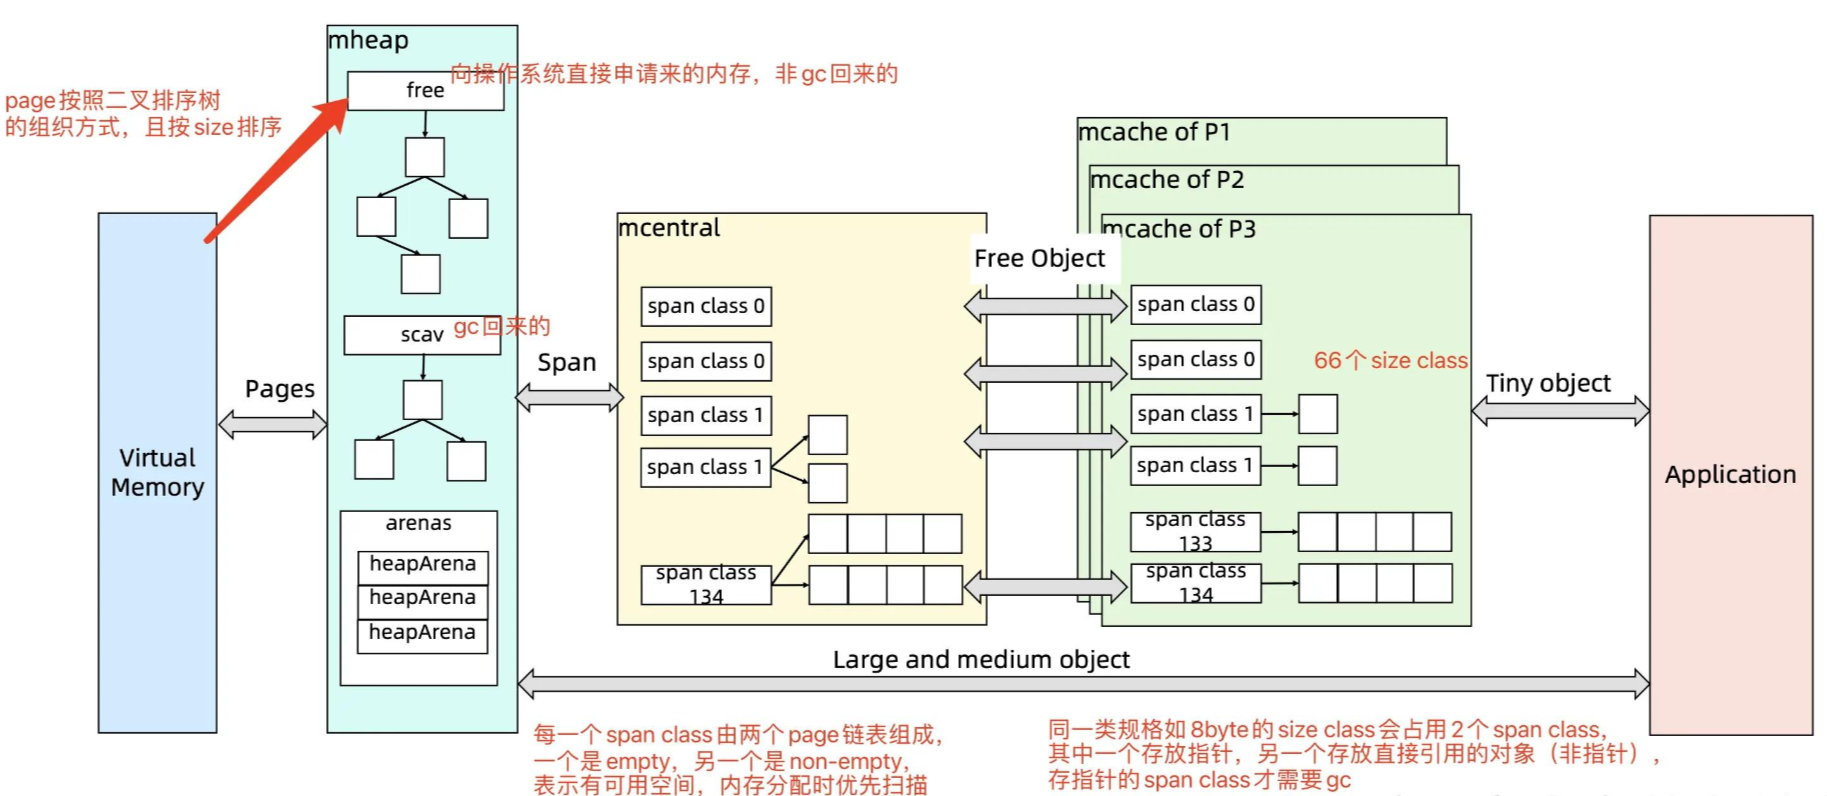 mheap
free
向操作系统直接申请来的内存，非gc回来的
page按照二叉排序树
的组织方式，且按size排序
scav
gc回来的
arenas
heapArena
heapArena
heapArena
Virtual
Memory
Pages
Span
mcentral
span class 0
span class 0
span class 1
span class 1
span class
134
Free Object
mcache of P1
mcache of P2
mcache of P3
span class 0
span class 0
66个size class
span class 1
span class 1
span class
133
span class
134
Tiny object
Application
Large and medium object
每一个span class由两个page链表组成，
一个是empty，另一个是non-empty，
表示有可用空间，内存分配时优先扫描
同一类规格如8byte的size class会占用2个span class，
其中一个存放指针，另一个存放直接引用的对象（非指针），
存指针的span class才需要gc